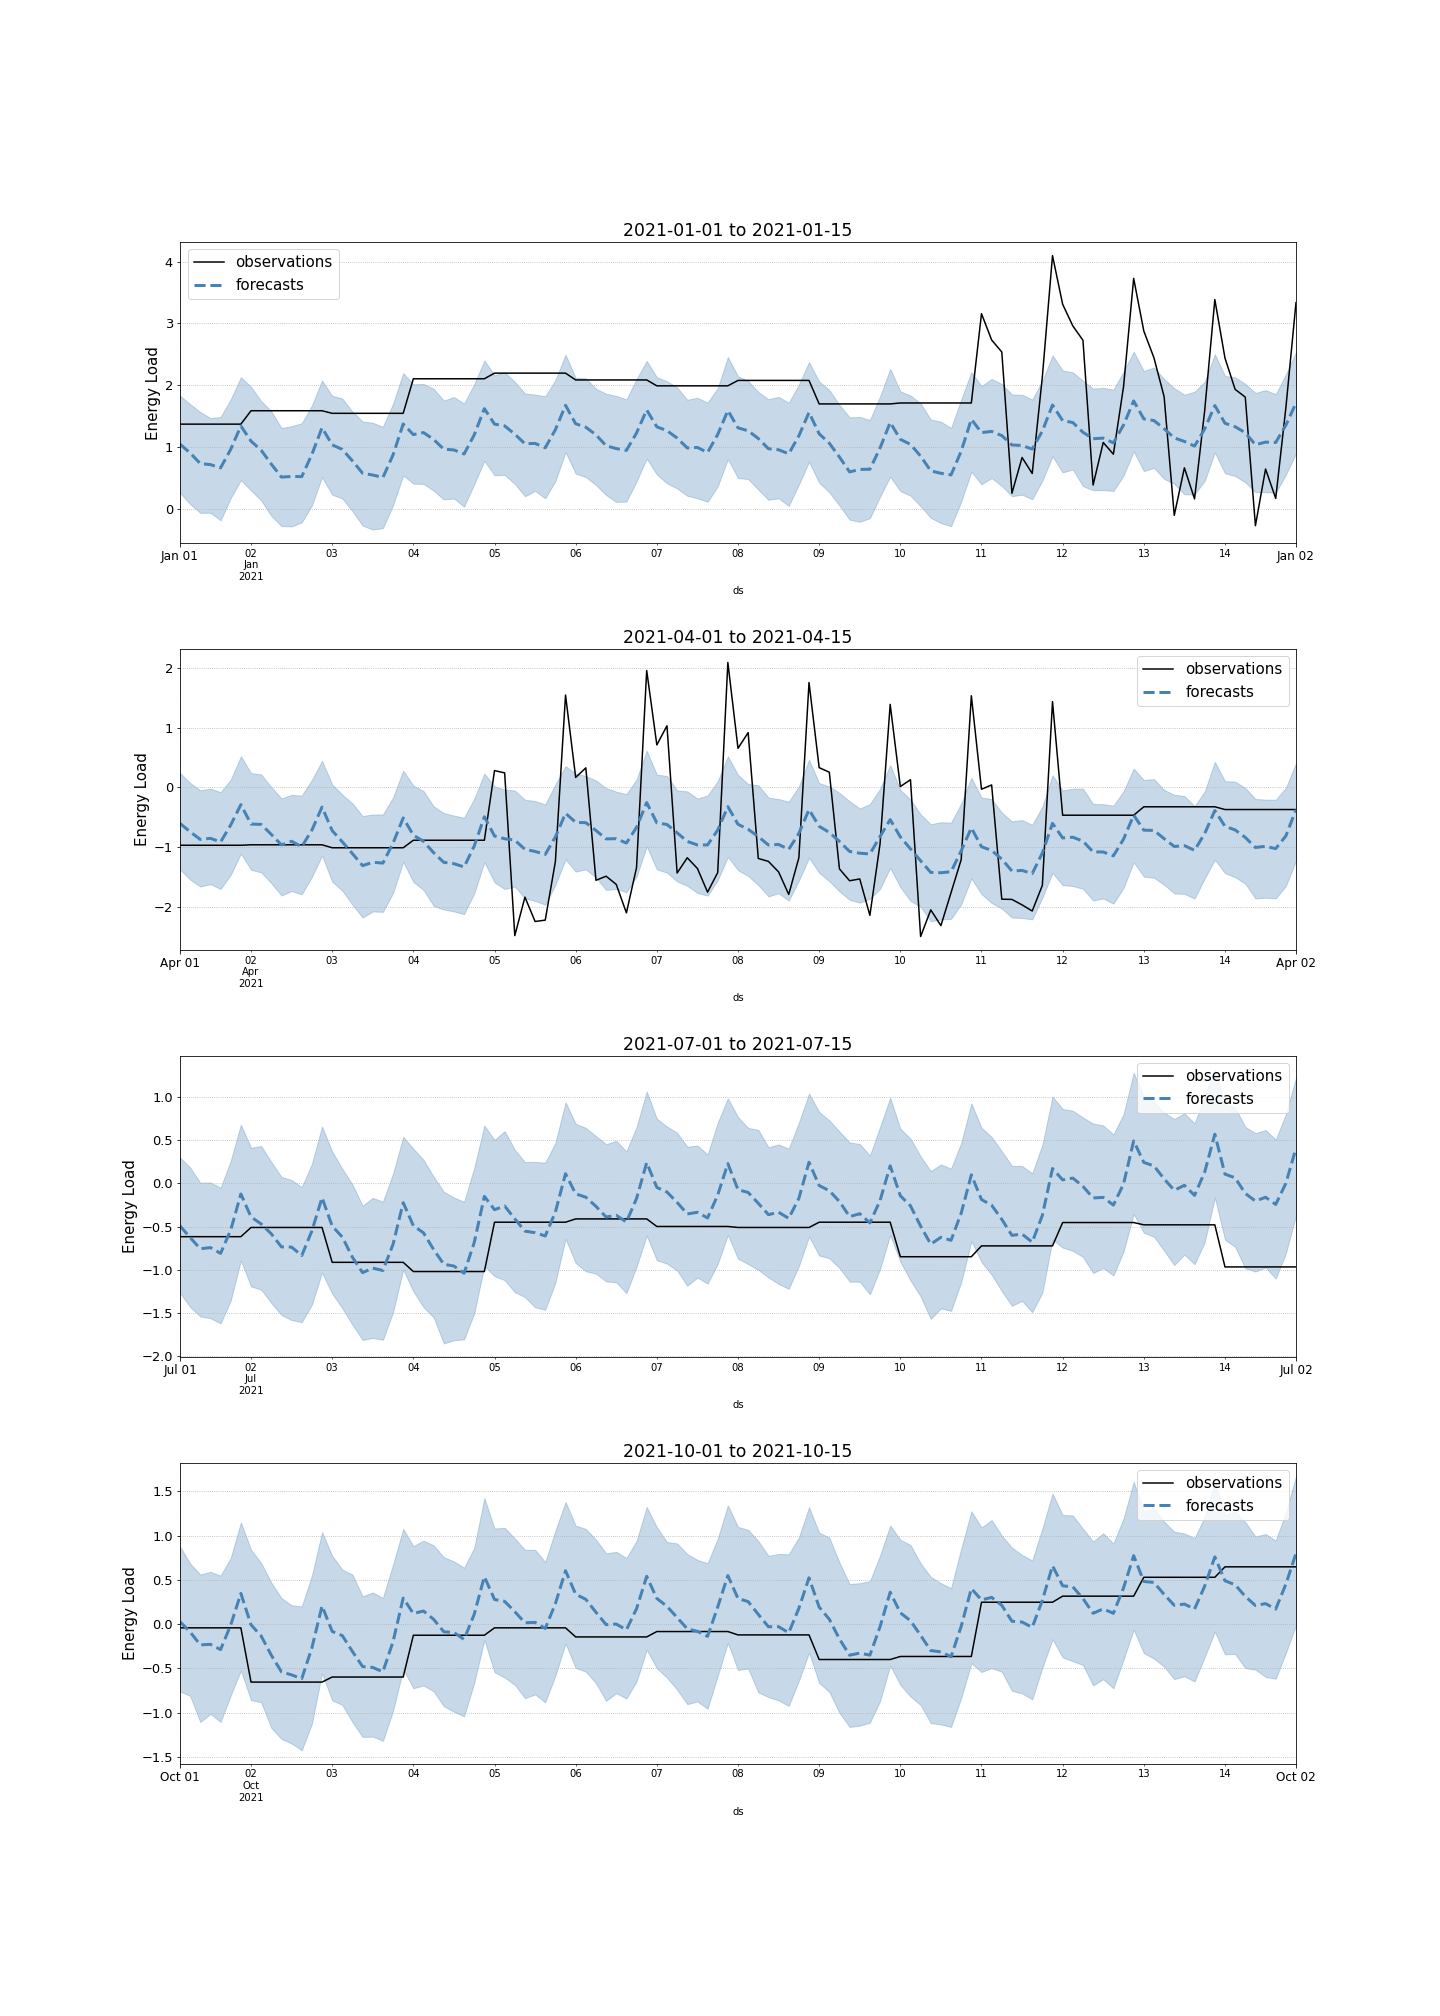 2021-01-01 to 2021-01-15
observations
forecasts
Energy Load
4
3
2
1
0
Jan 01 02 03 04 05 06 07 08 09 10 11 12 13 14 Jan 02
Jan
2021
ds
2021-04-01 to 2021-04-15
observations
forecasts
Energy Load
2
1
0
−1
−2
Apr 01 02 03 04 05 06 07 08 09 10 11 12 13 14 Apr 02
Apr
2021
ds
2021-07-01 to 2021-07-15
observations
forecasts
Energy Load
1.0
0.5
0.0
−0.5
−1.0
−1.5
−2.0
Jul 01 02 03 04 05 06 07 08 09 10 11 12 13 14 Jul 02
Jul
2021
ds
2021-10-01 to 2021-10-15
observations
forecasts
Energy Load
1.5
1.0
0.5
0.0
−0.5
−1.0
−1.5
Oct 01 02 03 04 05 06 07 08 09 10 11 12 13 14 Oct 02
Oct
2021
ds